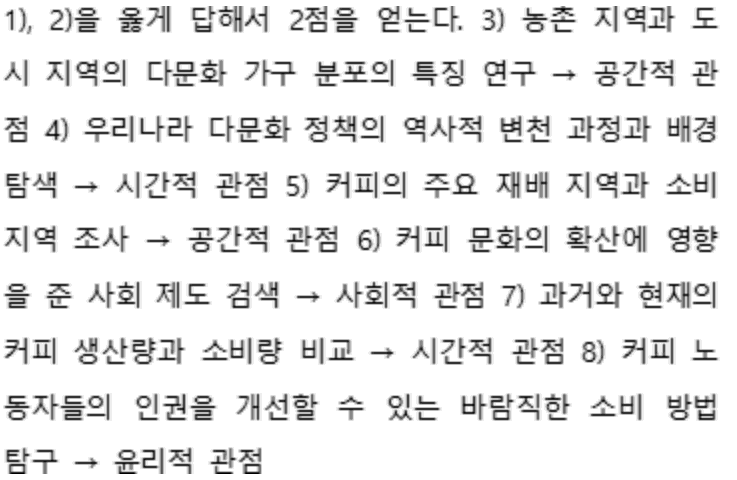 1), 2)을 옳게 답해서 2점을 얻는다. 3) 농촌 지역과 도
시 지역의 다문화 가구 분포의 특징 연구 → 공간적 관
점 4) 우리나라 다문화 정책의 역사적 변천 과정과 배경
탐색 → 시간적 관점 5) 커피의 주요 재배 지역과 소비
지역 조사 → 공간적 관점 6) 커피 문화의 확산에 영향
을 준 사회 제도 검색 → 사회적 관점 7) 과거와 현재의
커피 생산량과 소비량 비교 → 시간적 관점 8) 커피 노
동자들의 인권을 개선할 수 있는 바람직한 소비 방법
탐구 → 윤리적 관점